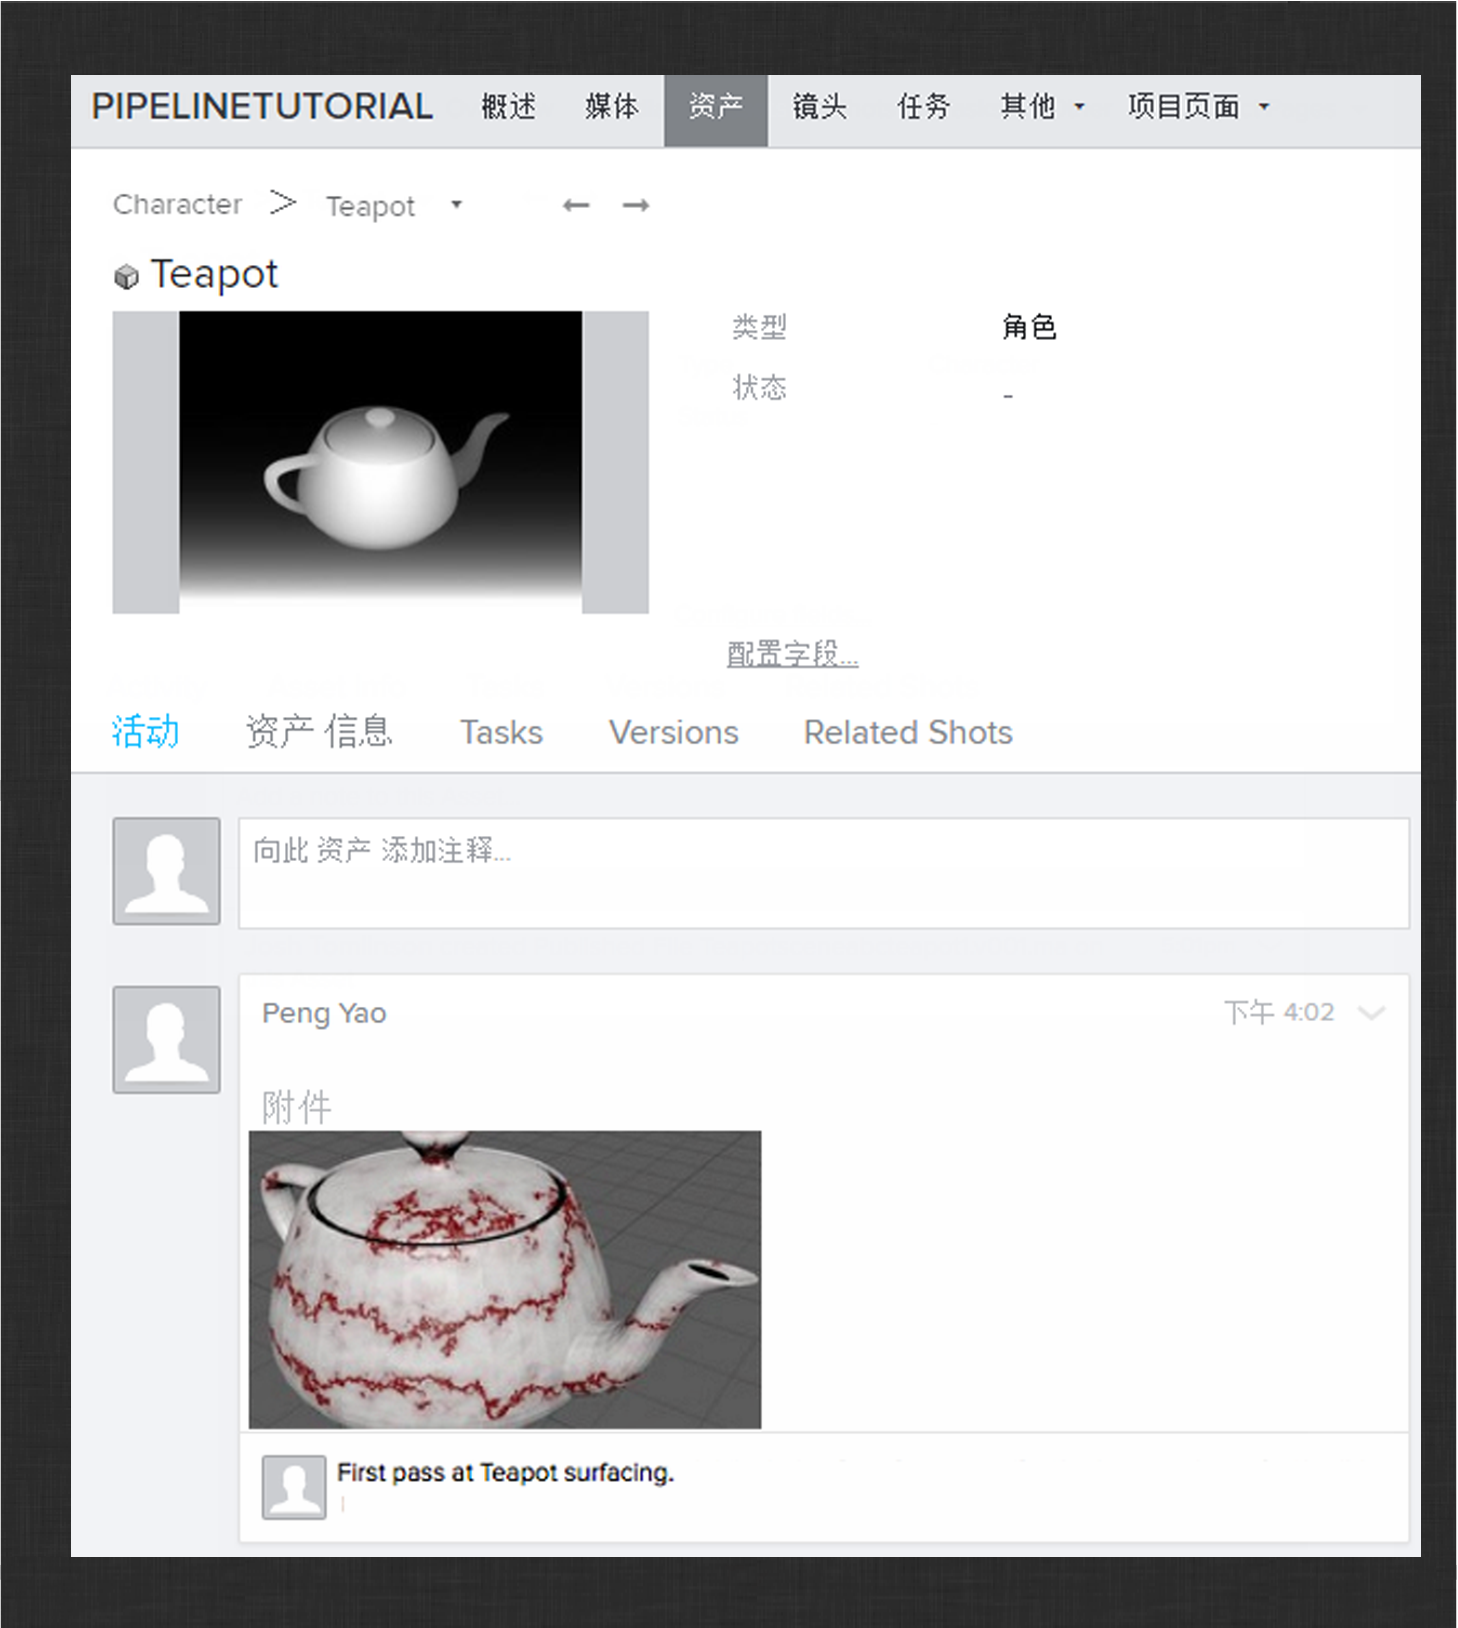 PIPELINETUTORIAL 概述 媒体 资产 镜头 任务 其他 项目页面
Character > Teapot
Teapot
类型 角色
状态 -
配置字段...
活动 资产 信息 Tasks Versions Related Shots
向此 资产 添加注释...
Peng Yao 下午 4:02
附件
First pass at Teapot surfacing.